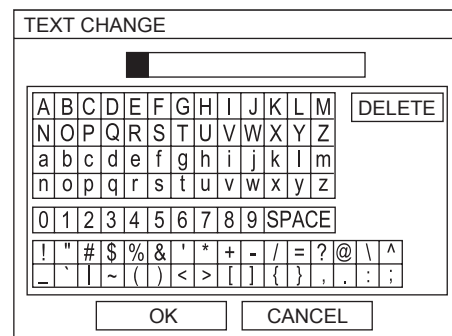 TEXT CHANGE
A B C D E F G H I J K L M DELETE
N O P Q R S T U V W X Y Z
a b c d e f g h i j k l m
n o p q r s t u v w x y z
0 1 2 3 4 5 6 7 8 9 SPACE
! " # $ % & ' * + - / = ? @ \ ^
_ ` | ~ ( ) < > [ ] { } , . : ;
OK CANCEL